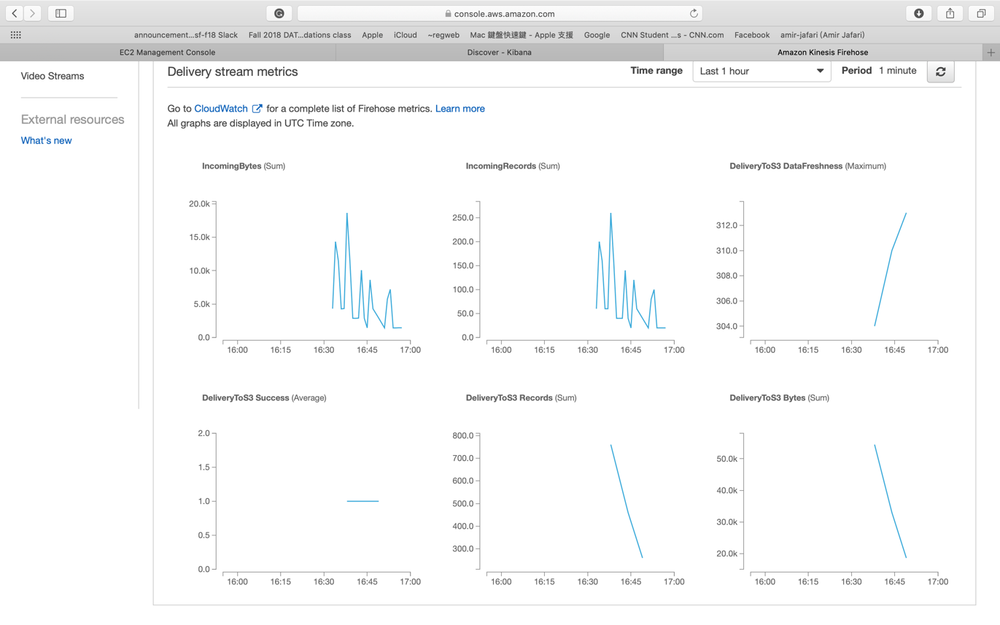 console.aws.amazon.com
announcement...sf-f18 Slack Fall 2018 DAT...dations class Apple iCloud ~regweb Mac 鍵盤快速鍵 - Apple 支援 Google CNN Student ...s - CNN.com Facebook amir-jafari (Amir Jafari)
EC2 Management Console Discover - Kibana Amazon Kinesis Firehose
Video Streams
External resources
What's new
Delivery stream metrics Time range Last 1 hour Period 1 minute
Go to CloudWatch for a complete list of Firehose metrics. Learn more
All graphs are displayed in UTC Time zone.
IncomingBytes (Sum)
20.0k
15.0k
10.0k
5.0k
0.0
16:00 16:15 16:30 16:45 17:00
IncomingRecords (Sum)
250.0
200.0
150.0
100.0
50.0
0.0
16:00 16:15 16:30 16:45 17:00
DeliveryToS3 DataFreshness (Maximum)
312.0
310.0
308.0
306.0
304.0
16:00 16:15 16:30 16:45 17:00
DeliveryToS3 Success (Average)
2.0
1.5
1.0
0.5
0.0
16:00 16:15 16:30 16:45 17:00
DeliveryToS3 Records (Sum)
800.0
700.0
600.0
500.0
400.0
300.0
16:00 16:15 16:30 16:45 17:00
DeliveryToS3 Bytes (Sum)
50.0k
40.0k
30.0k
20.0k
16:00 16:15 16:30 16:45 17:00